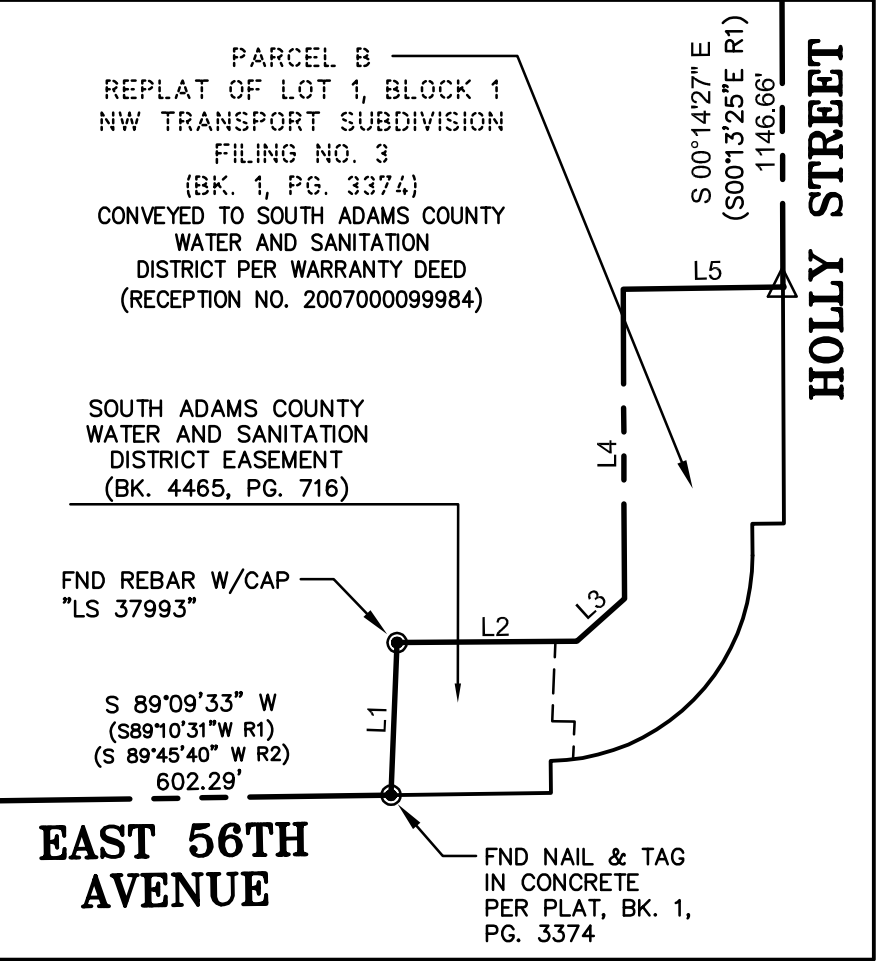 PARCEL B
REPLAT OF LOT 1, BLOCK 1
NW TRANSPORT SUBDIVISION
FILING NO. 3
(BK. 1, PG. 3374)
CONVEYED TO SOUTH ADAMS COUNTY
WATER AND SANITATION
DISTRICT PER WARRANTY DEED
(RECEPTION NO. 2007000099984)
S 00°14'27" E
(S00°13'25"E R1)
1146.66'
HOLLY STREET
L5
SOUTH ADAMS COUNTY
WATER AND SANITATION
DISTRICT EASEMENT
(BK. 4465, PG. 716)
L4
FND REBAR W/CAP
"LS 37993"
L3
L2
L1
S 89°09'33" W
(S89°10'31"W R1)
(S 89°45'40" W R2)
602.29'
EAST 56TH
AVENUE
FND NAIL & TAG
IN CONCRETE
PER PLAT, BK. 1,
PG. 3374